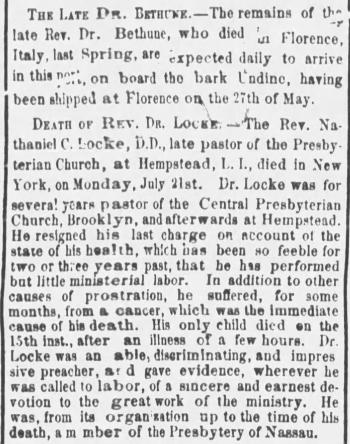 THE LATE DR. BETHUNE.—The remains of the
late Rev. Dr. Bethune, who died in Florence,
Italy, last Spring, are expected daily to arrive
in this port, on board the bark Undine, having
been shipped at Florence on the 27th of May.
DEATH OF REV. DR. LOCKE.—The Rev. Na-
thaniel C. Locke, D.D., late pastor of the Presby-
terian Church, at Hempstead, L. I., died in New
York, on Monday, July 21st. Dr. Locke was for
several years pastor of the Central Presbyterian
Church, Brooklyn, and afterwards at Hempstead.
He resigned his last charge on account of the
state of his health, which has been so feeble for
two or three years past, that he has performed
but little ministerial labor. In addition to other
causes of prostration, he suffered, for some
months, from a cancer, which was the immediate
cause of his death. His only child died on the
15th inst., after an illness of a few hours. Dr.
Locke was an able, discriminating, and impres
sive preacher, and gave evidence, wherever he
was called to labor, of a sincere and earnest de-
votion to the great work of the ministry. He
was, from its organization up to the time of his
death, a m mber of the Presbytery of Nassau.